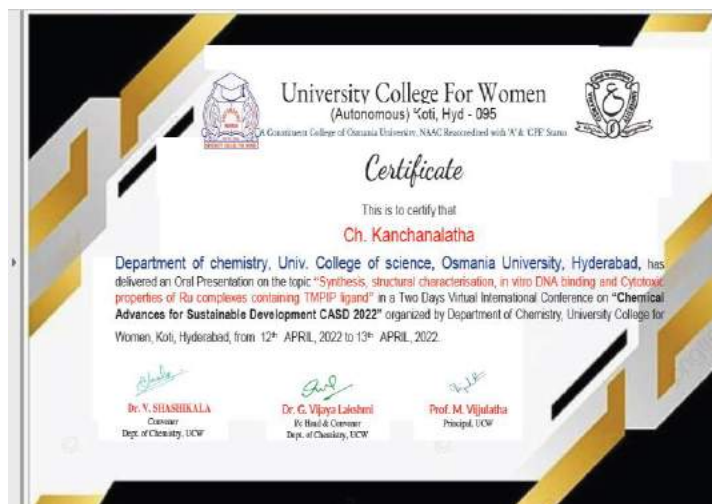 University College For Women
(Autonomous) Koti, Hyd - 095
A Constituent College of Osmania University, NAAC Reaccredited with 'A' & 'CPE' Status
Certificate
This is to certify that
Ch. Kanchanalatha
Department of chemistry, Univ. College of science, Osmania University, Hyderabad, has
delivered an Oral Presentation on the topic "Synthesis, structural characterisation, in vitro DNA binding and Cytotoxic
properties of Ru complexes containing TMPIP ligand" in a Two Days Virtual International Conference on "Chemical
Advances for Sustainable Development CASD 2022" organized by Department of Chemistry, University College for
Women, Koti, Hyderabad, from 12th APRIL, 2022 to 13th APRIL, 2022.
Dr. V. SHASHIKALA
Convener
Dept. of Chemistry, UCW
Dr. G. Vijaya Lakshmi
I/c Head & Convener
Dept. of Chemistry, UCW
Prof. M. Vijjulatha
Principal, UCW